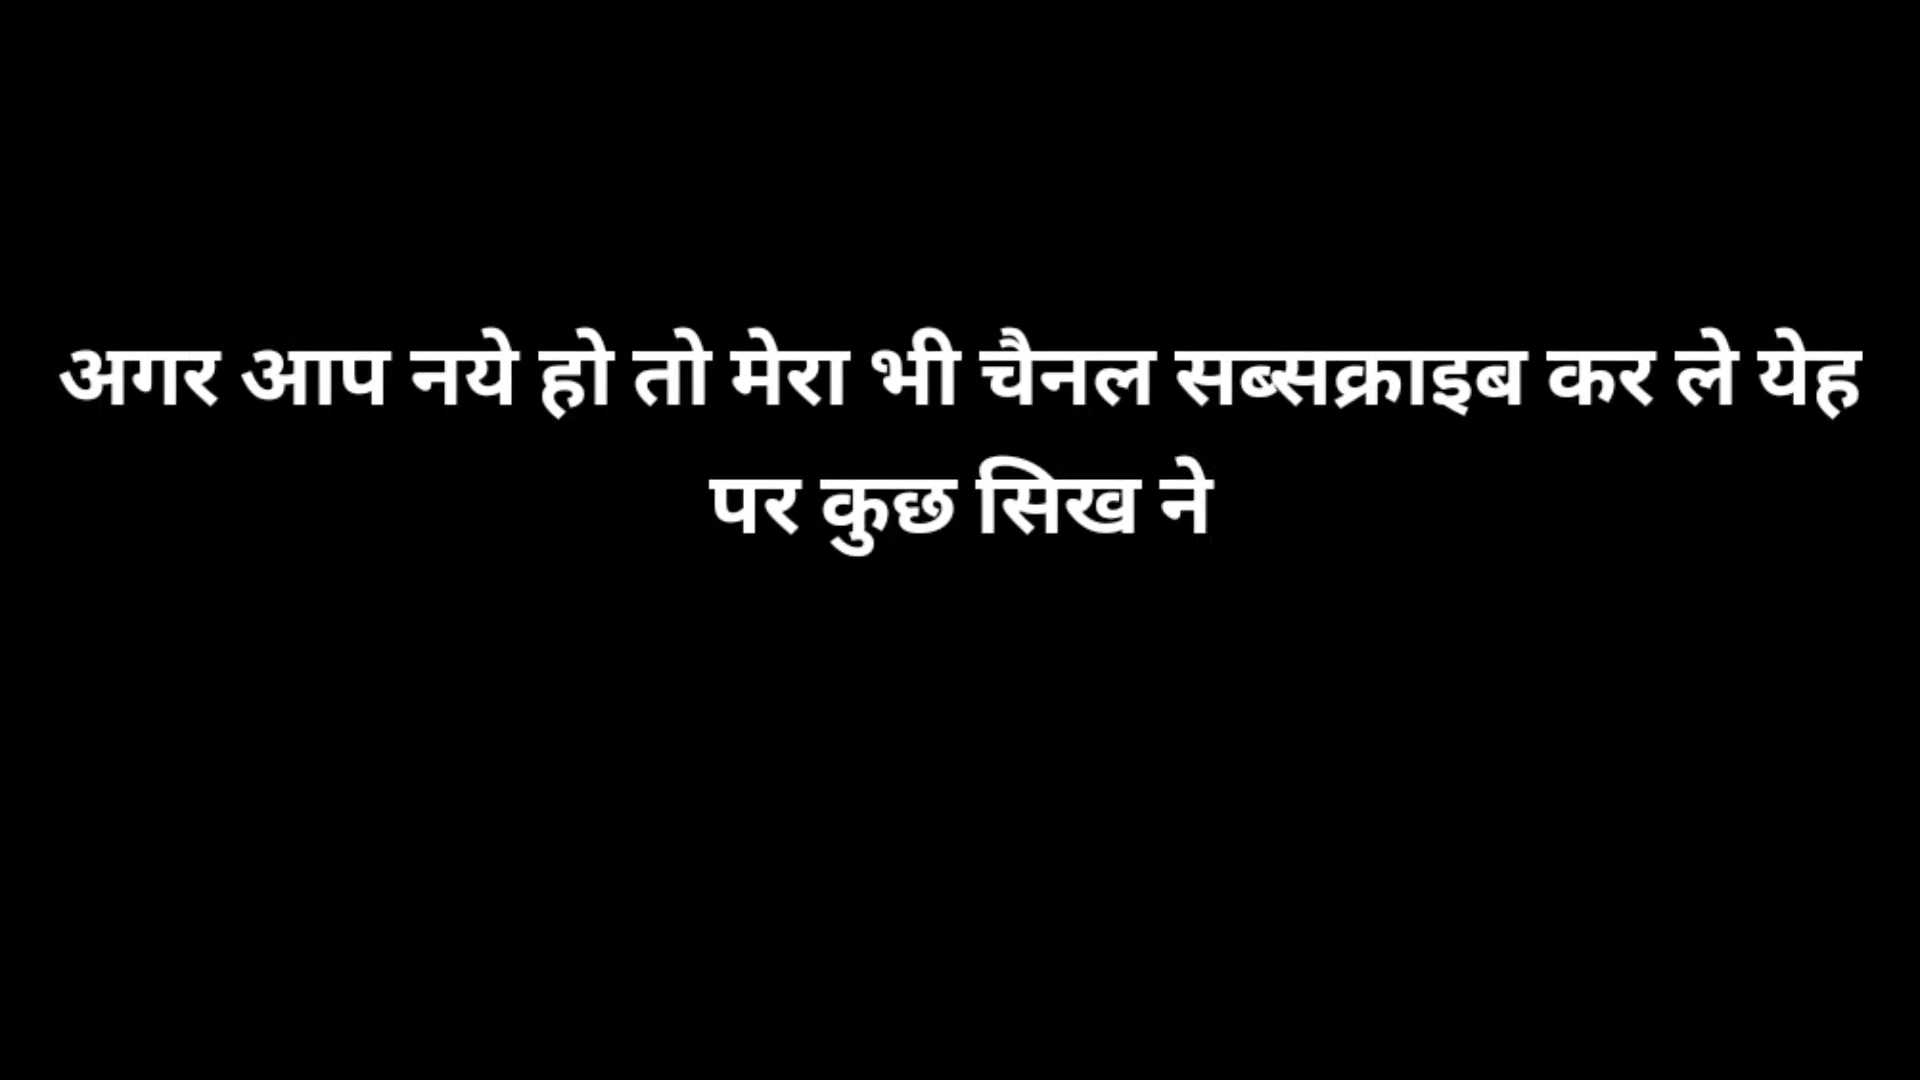 अगर आप नये हो तो मेरा भी चैनल सब्सक्राइब कर ले येह
पर कुछ सिख ने